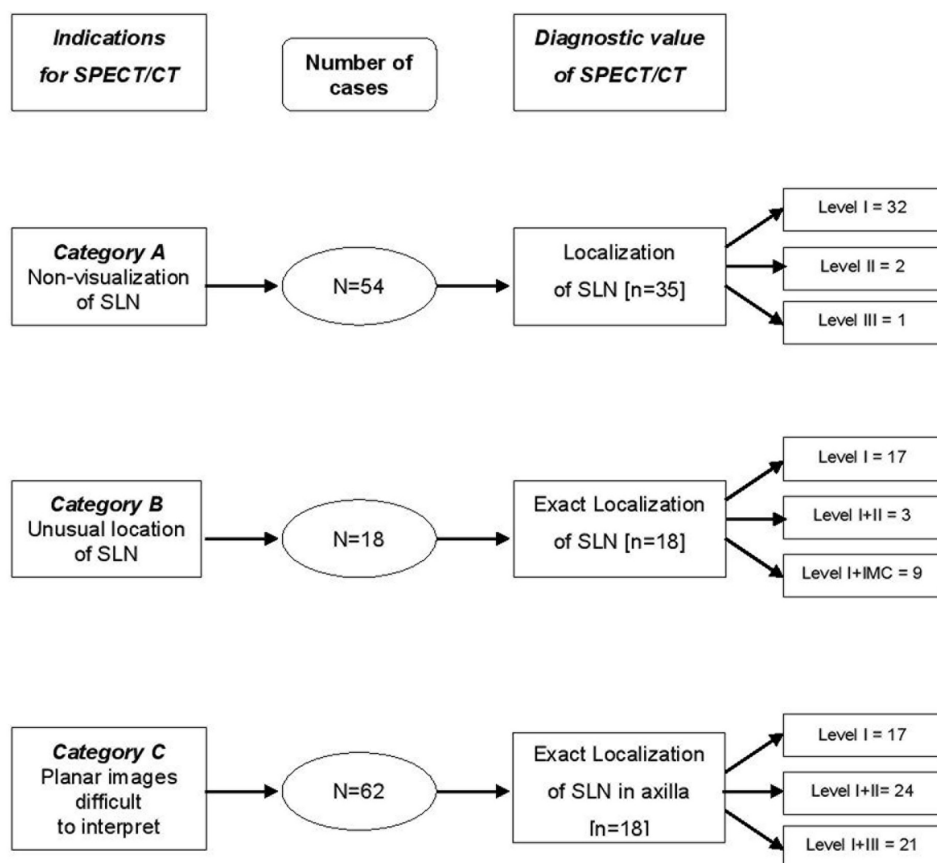 Indications
for SPECT/CT
Number of
cases
Diagnostic value
of SPECT/CT
Category A
Non-visualization
of SLN
N=54
Localization
of SLN [n=35]
Level I = 32
Level II = 2
Level III = 1
Category B
Unusual location
of SLN
N=18
Exact Localization
of SLN [n=18]
Level I = 17
Level I+II = 3
Level I+IMC = 9
Category C
Planar images
difficult
to interpret
N=62
Exact Localization
of SLN in axilla
[n=18]
Level I = 17
Level I+II= 24
Level I+III = 21